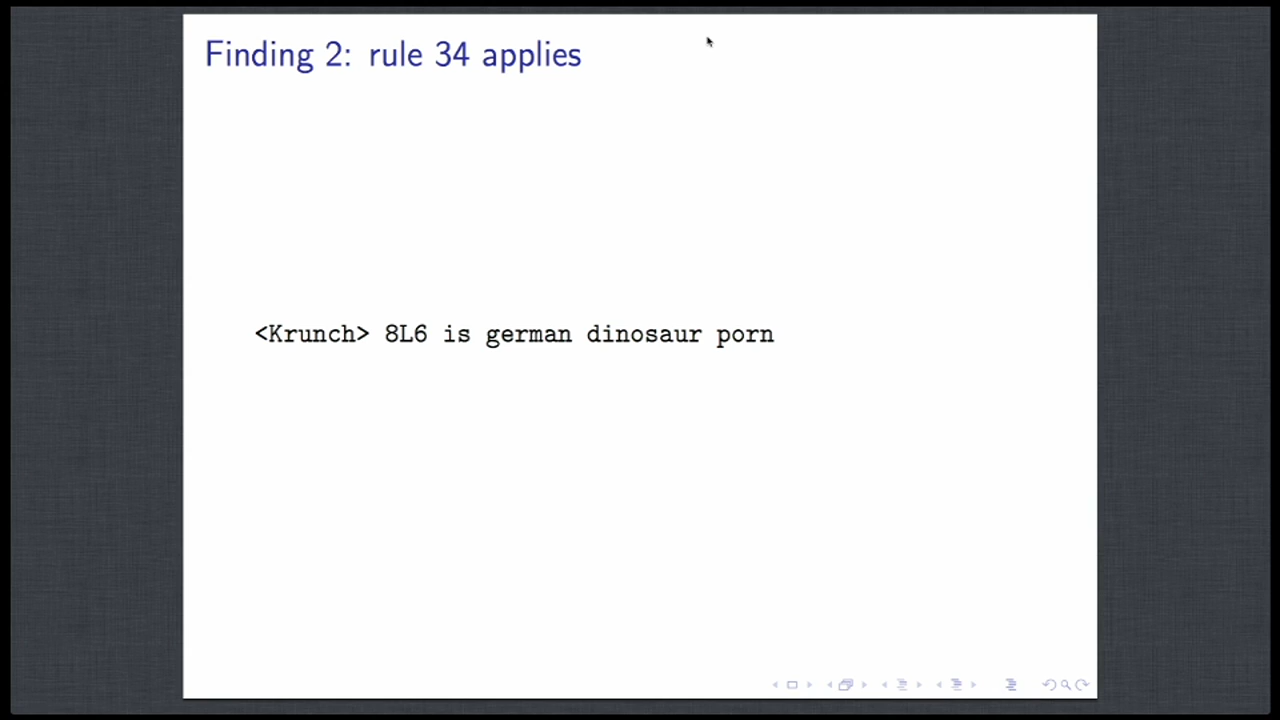 Finding 2: rule 34 applies
<Krunch> 8L6 is german dinosaur porn